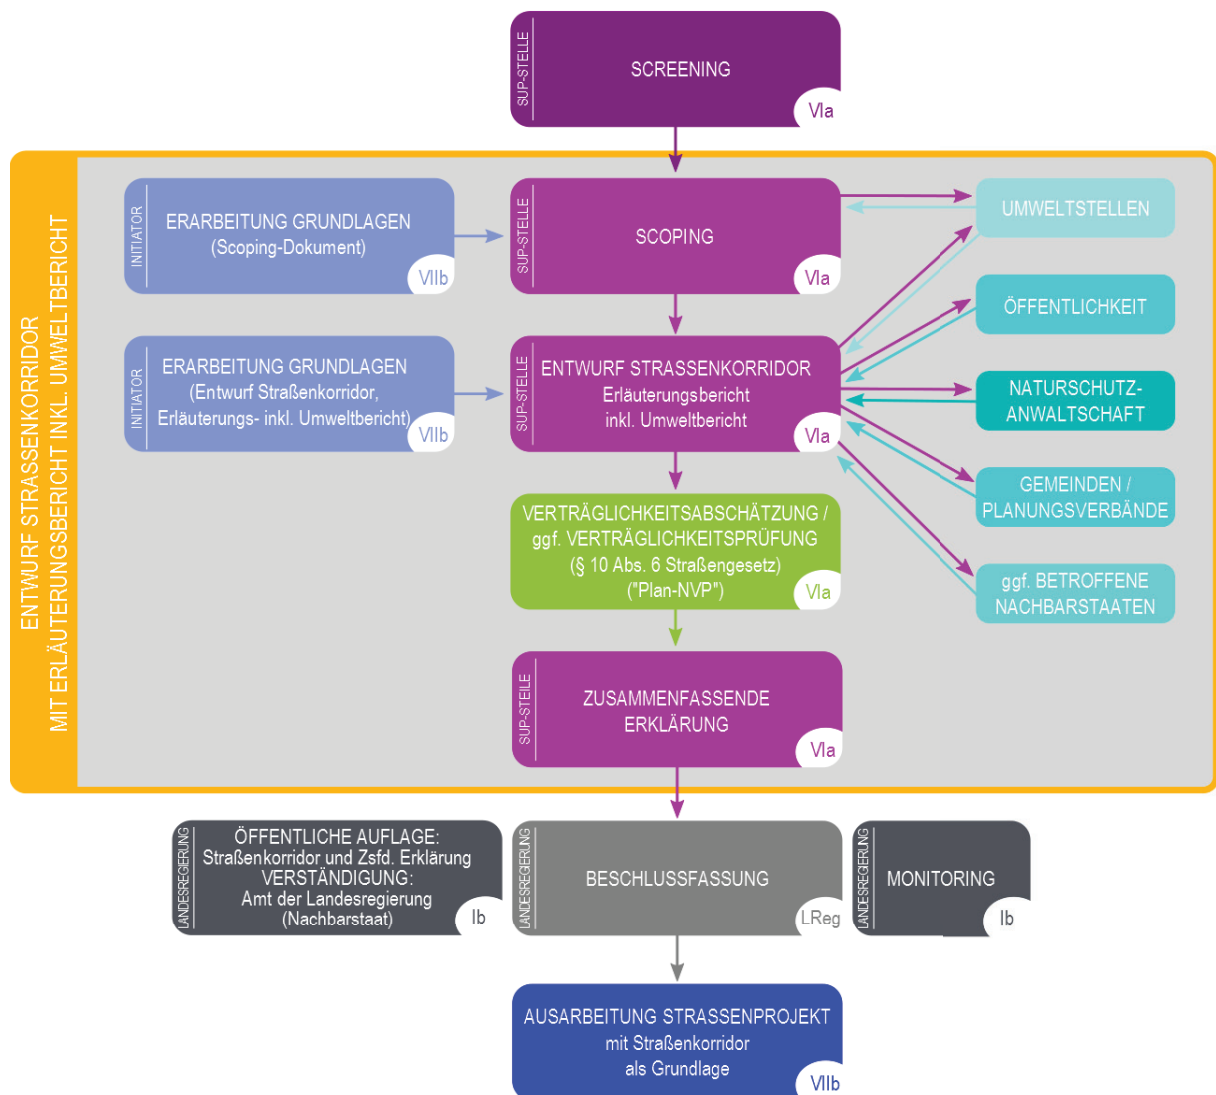 SUP-STELLE
SCREENING
VIa
ENTWURF STRASSENKORRIDOR
MIT ERLÄUTERUNGSBERICHT INKL. UMWELTBERICHT
INITIATOR
ERARBEITUNG GRUNDLAGEN
(Scoping-Dokument)
VIIb
SUP-STELLE
SCOPING
VIa
UMWELTSTELLEN
ÖFFENTLICHKEIT
NATURSCHUTZ-
ANWALTSCHAFT
GEMEINDEN /
PLANUNGSVERBÄNDE
ggf. BETROFFENE
NACHBARSTAATEN
INITIATOR
ERARBEITUNG GRUNDLAGEN
(Entwurf Straßenkorridor,
Erläuterungs- inkl. Umweltbericht)
VIIb
SUP-STELLE
ENTWURF STRASSENKORRIDOR
Erläuterungsbericht
inkl. Umweltbericht
VIa
VERTRÄGLICHKEITSABSCHÄTZUNG /
ggf. VERTRÄGLICHKEITSPRÜFUNG
(§ 10 Abs. 6 Straßengesetz)
("Plan-NVP")
VIa
SUP-STEILE
ZUSAMMENFASSENDE
ERKLÄRUNG
VIa
LANDESREGIERUNG
ÖFFENTLICHE AUFLAGE:
Straßenkorridor und Zsfd. Erklärung
VERSTÄNDIGUNG:
Amt der Landesregierung
(Nachbarstaat)
Ib
LANDESREGIERUNG
BESCHLUSSFASSUNG
LReg
LANDESREGIERUNG
MONITORING
Ib
AUSARBEITUNG STRASSENPROJEKT
mit Straßenkorridor
als Grundlage
VIIb